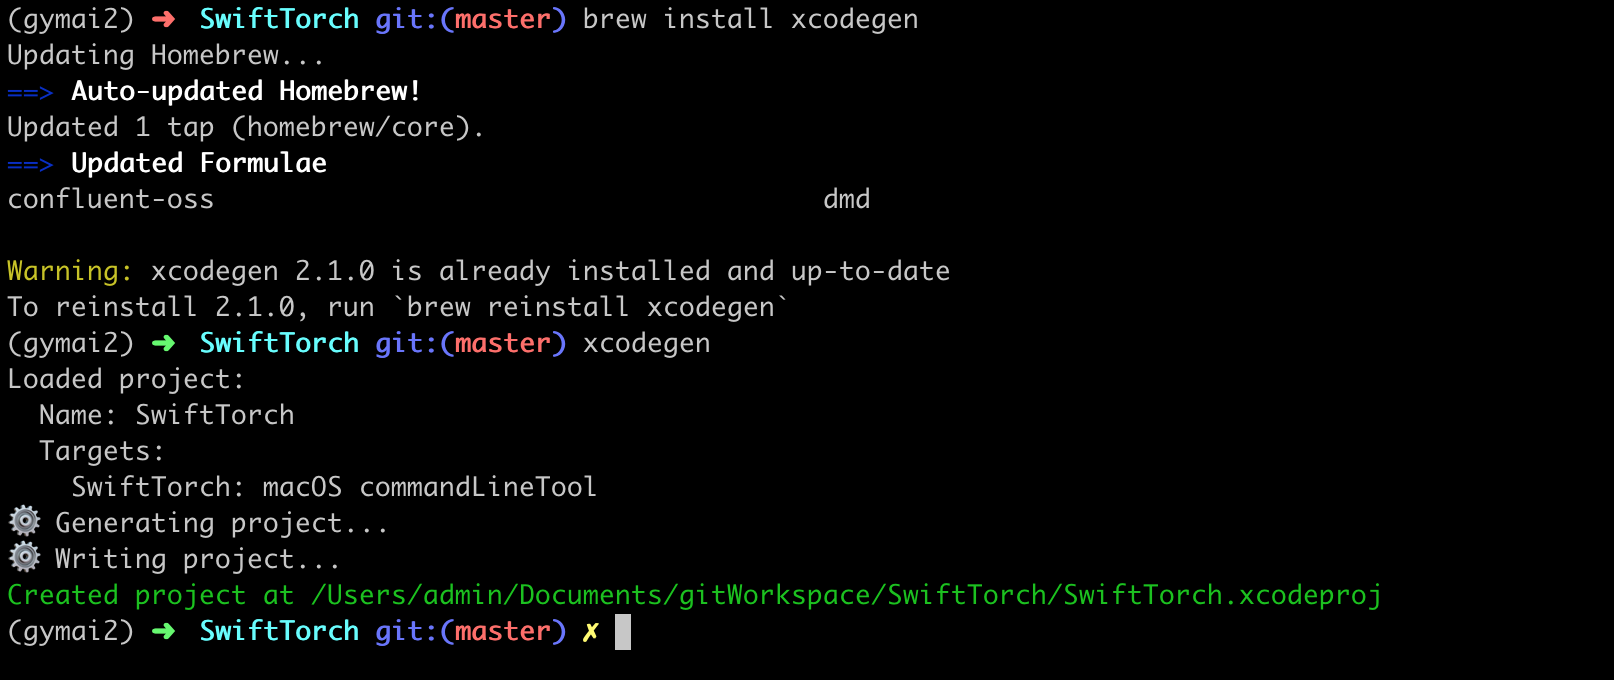 (gymai2) ➜  SwiftTorch git:(master) brew install xcodegen
Updating Homebrew...
==> Auto-updated Homebrew!
Updated 1 tap (homebrew/core).
==> Updated Formulae
confluent-oss                                      dmd
Warning: xcodegen 2.1.0 is already installed and up-to-date
To reinstall 2.1.0, run `brew reinstall xcodegen`
(gymai2) ➜  SwiftTorch git:(master) xcodegen
Loaded project:
  Name: SwiftTorch
  Targets:
    SwiftTorch: macOS commandLineTool
⚙️ Generating project...
⚙️ Writing project...
Created project at /Users/admin/Documents/gitWorkspace/SwiftTorch/SwiftTorch.xcodeproj
(gymai2) ➜  SwiftTorch git:(master) ✗